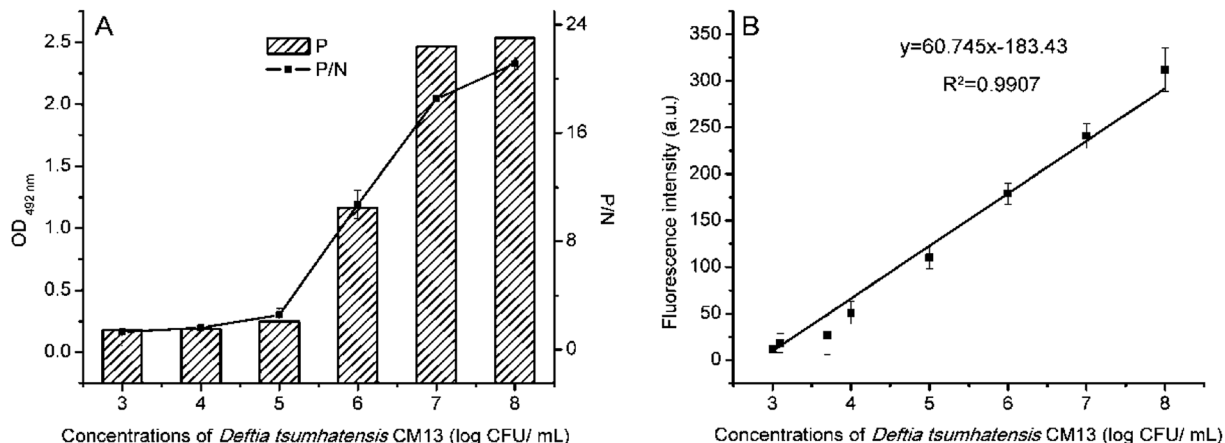 A
P
P/N
2.5
2.0
1.5
1.0
0.5
0.0
OD 492 nm
24
16
8
0
P/N
3 4 5 6 7 8
Concentrations of Deftia tsumhatensis CM13 (log CFU/ mL)
B
y=60.745x-183.43
R²=0.9907
350
300
250
200
150
100
50
0
Fluorescence intensity (a.u.)
3 4 5 6 7 8
Concentrations of Deftia tsumhatensis CM13 (log CFU/ mL)